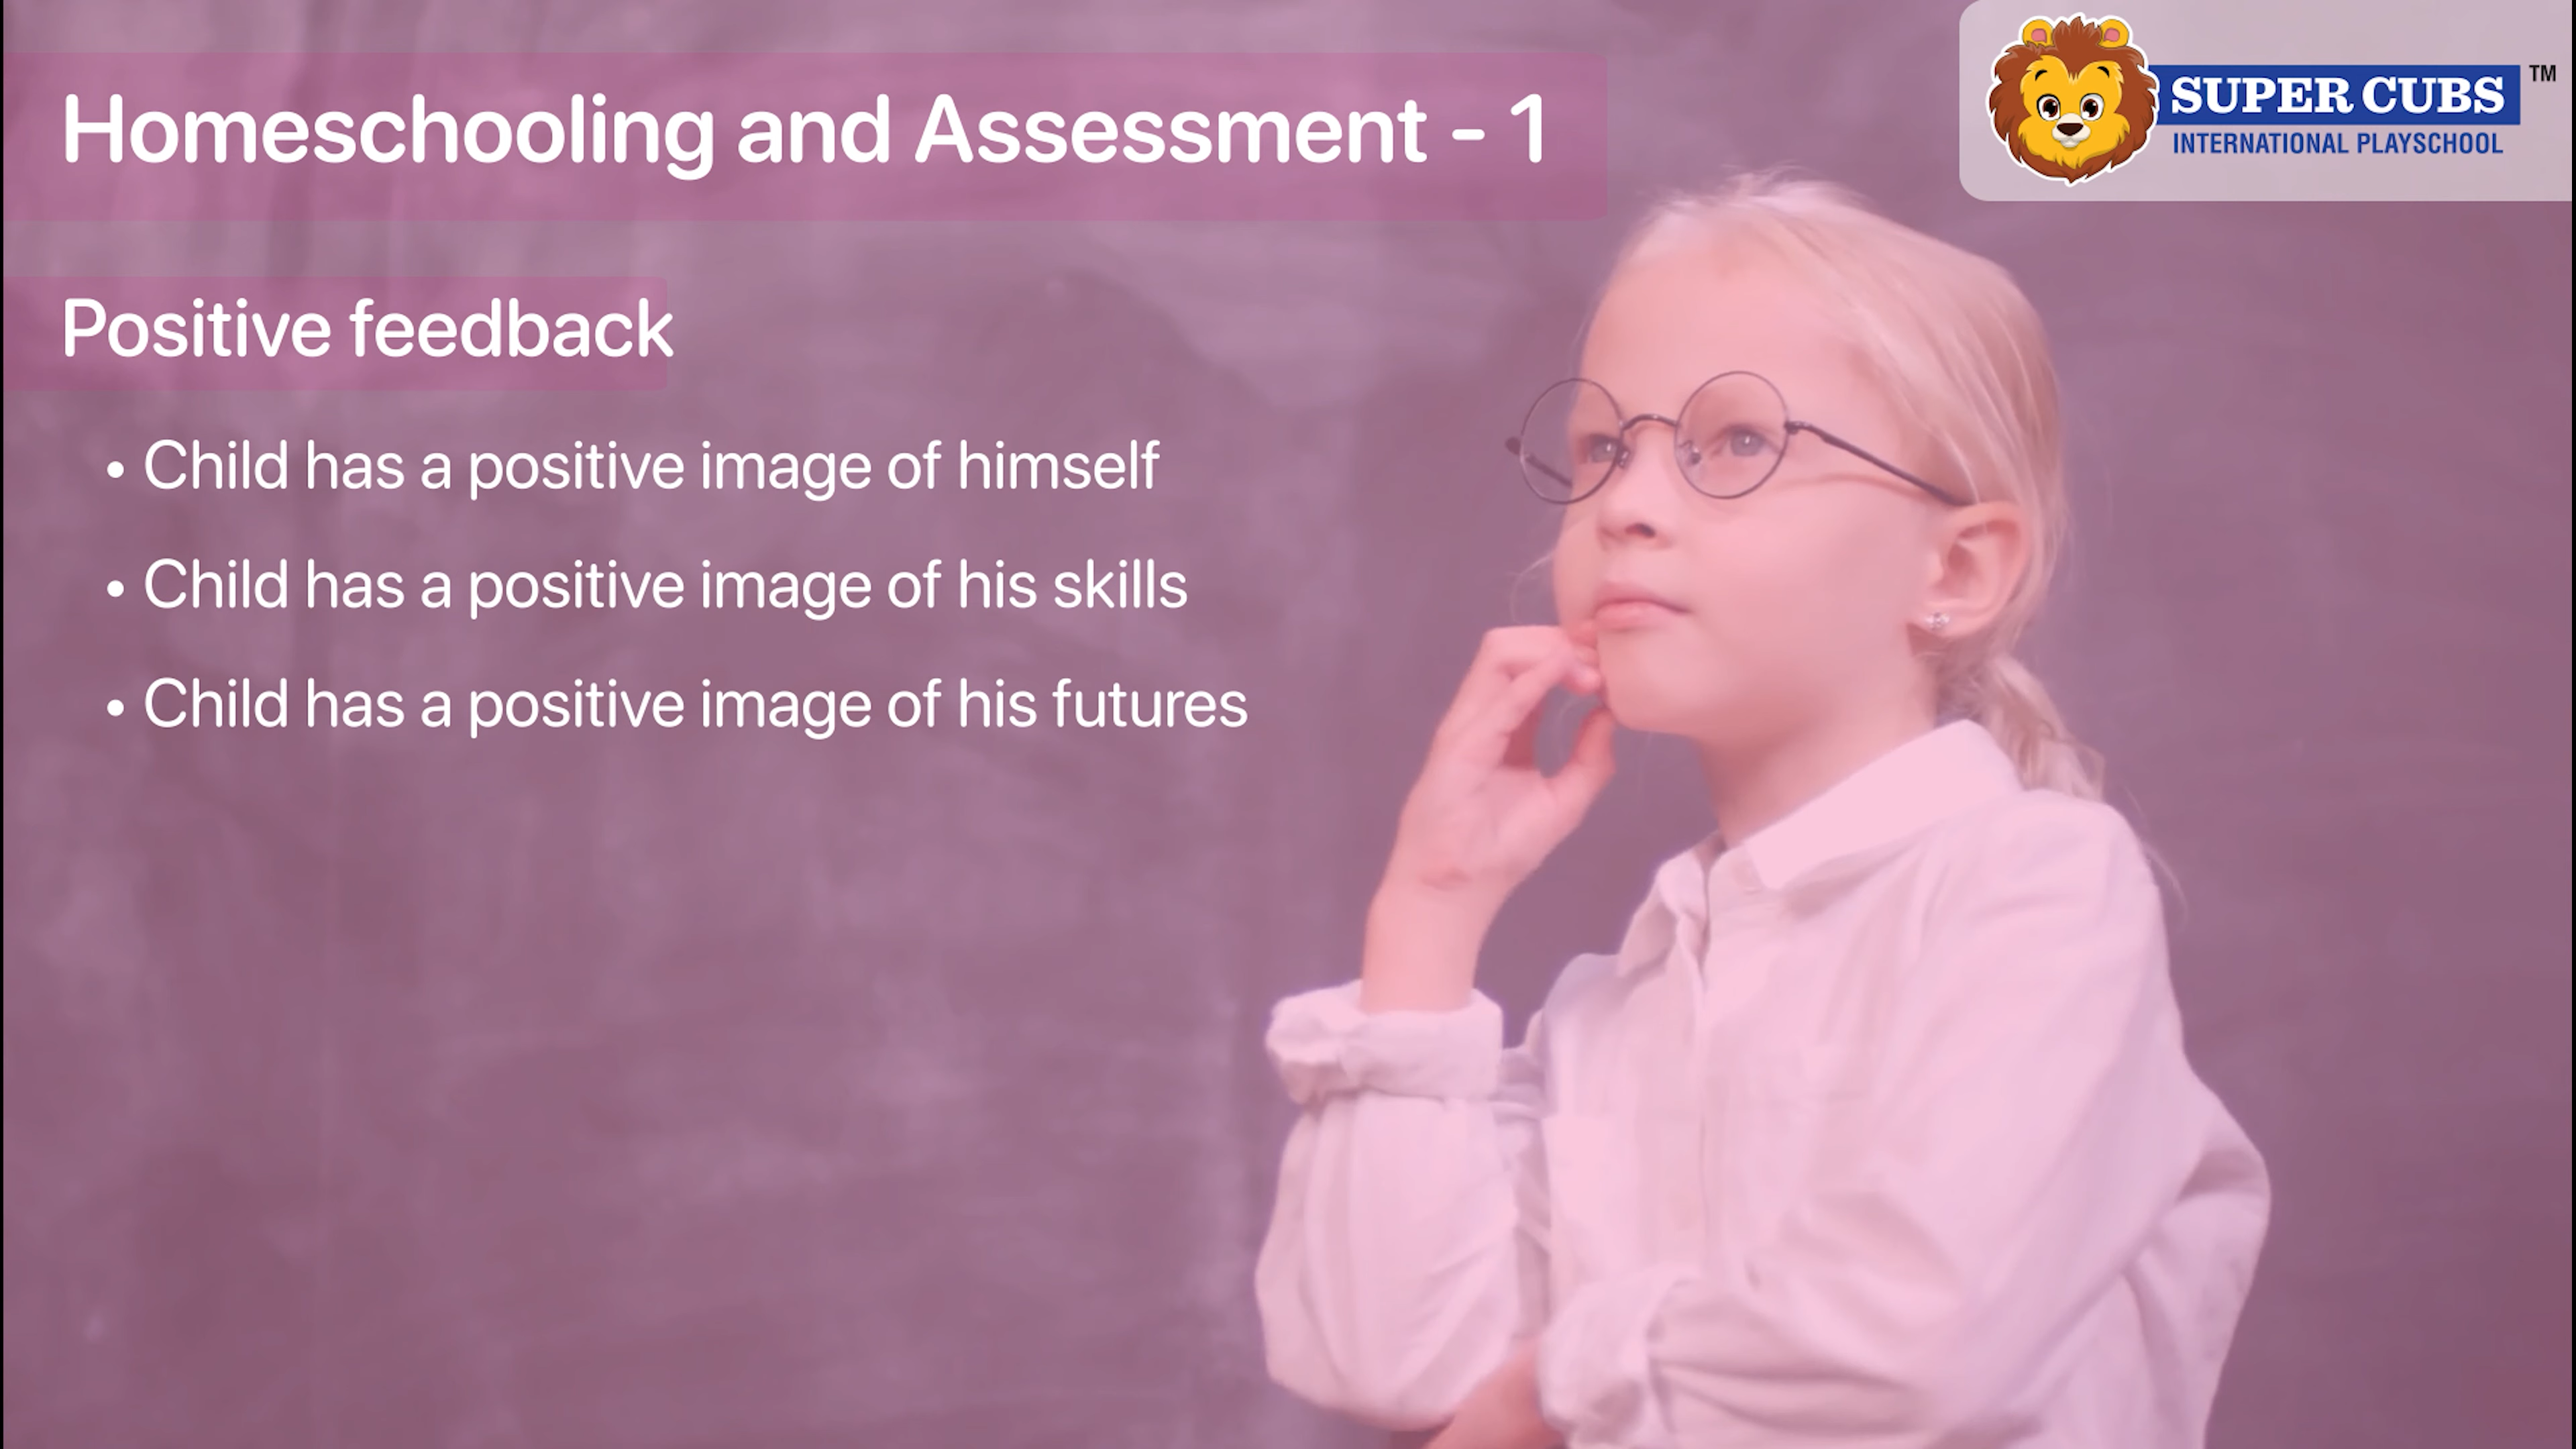 Homeschooling and Assessment - 1
SUPER CUBS TM
INTERNATIONAL PLAYSCHOOL
Positive feedback
• Child has a positive image of himself
• Child has a positive image of his skills
• Child has a positive image of his futures